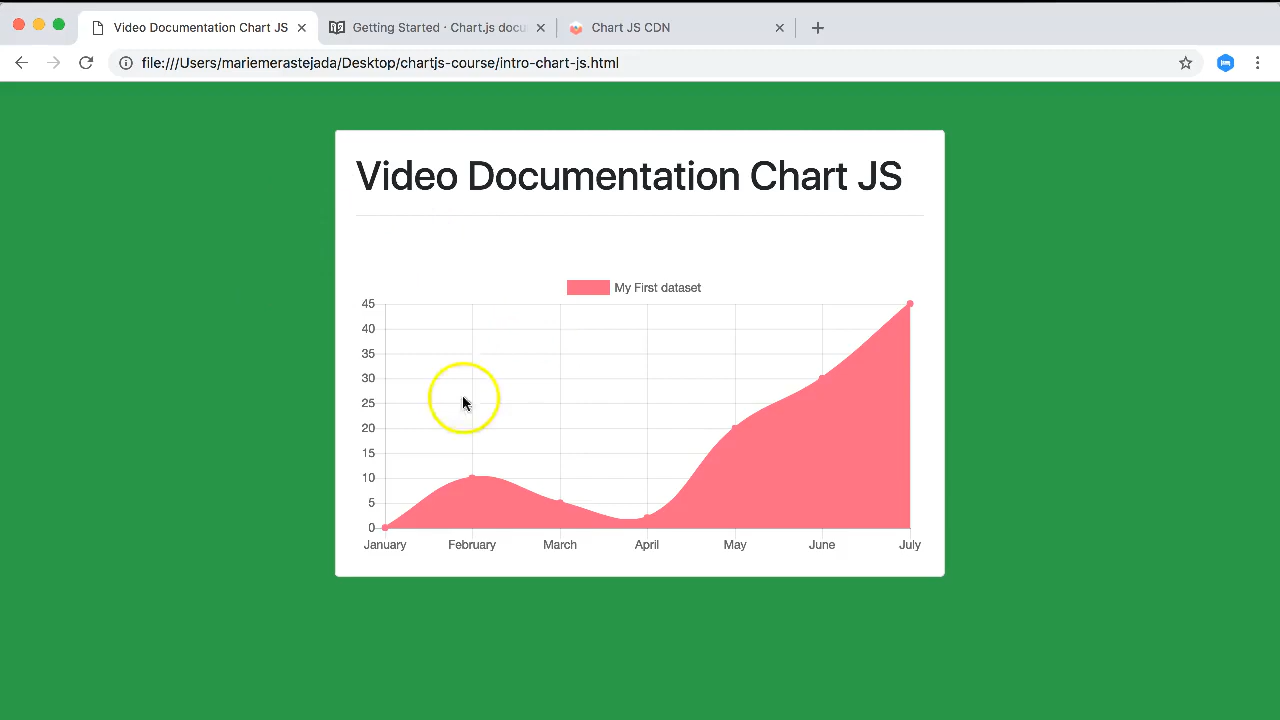 Video Documentation Chart JS
Getting Started · Chart.js docu
Chart JS CDN
file:///Users/mariemerastejada/Desktop/chartjs-course/intro-chart-js.html
Video Documentation Chart JS
My First dataset
45
40
35
30
25
20
15
10
5
0
January February March April May June July